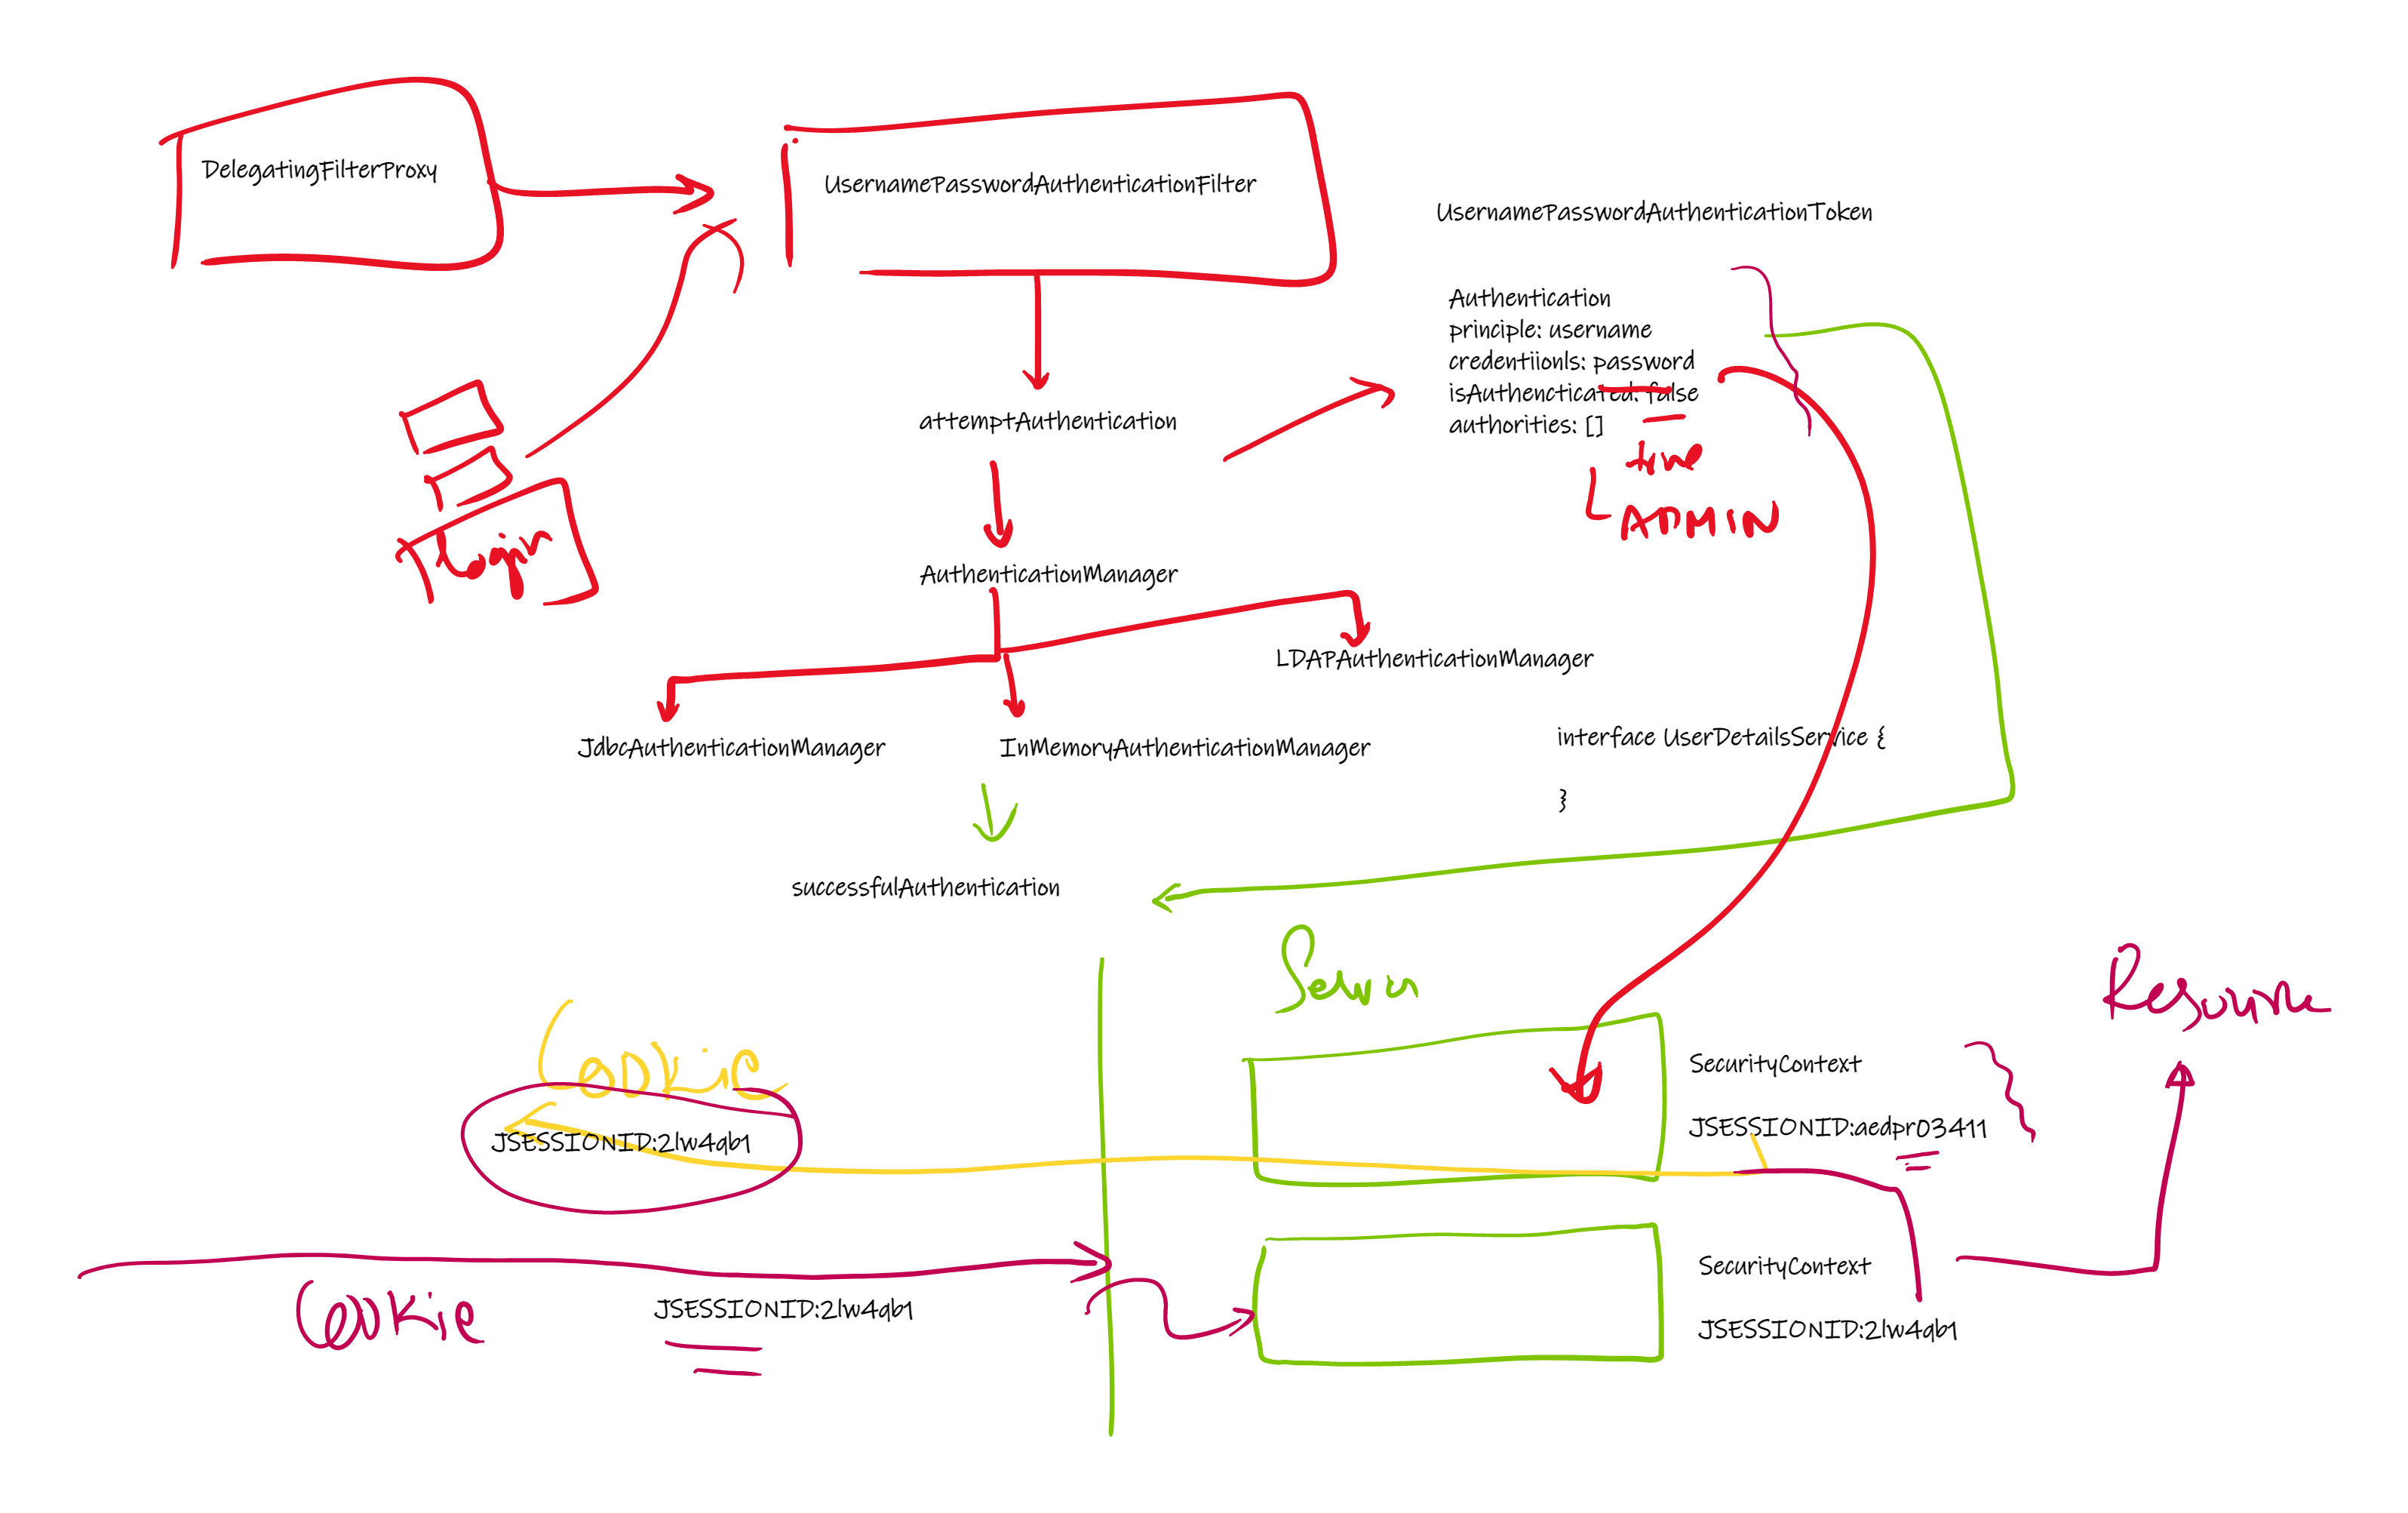 DelegatingFilterProxy
UsernamePasswordAuthenticationFilter
UsernamePasswordAuthenticationToken
Authentication
principle: username
credentiionls: password
isAuthencticated: false
authorities: []
true
ADMIN
Login
attemptAuthentication
AuthenticationManager
LDAPAuthenticationManager
JdbcAuthenticationManager
InMemoryAuthenticationManager
interface UserDetailsService {
}
successfulAuthentication
Server
Resource
Cookie
SecurityContext
JSESSIONID:aedpr03411
JSESSIONID:2lw4qb1
SecurityContext
JSESSIONID:2lw4qb1
Cookie
JSESSIONID:2lw4qb1